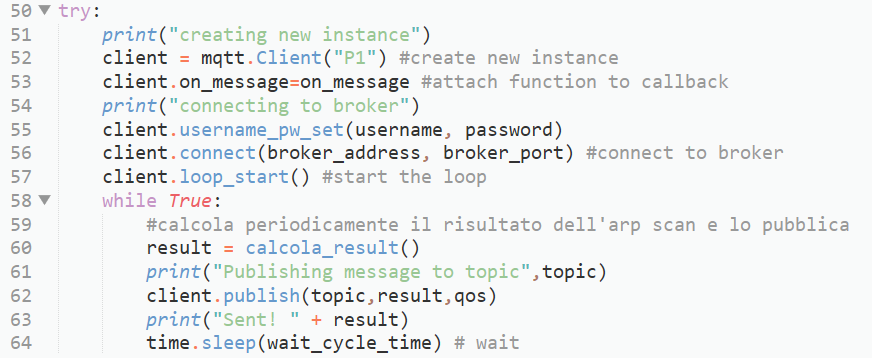 50 try:
51     print("creating new instance")
52     client = mqtt.Client("P1") #create new instance
53     client.on_message=on_message #attach function to callback
54     print("connecting to broker")
55     client.username_pw_set(username, password)
56     client.connect(broker_address, broker_port) #connect to broker
57     client.loop_start() #start the loop
58     while True:
59         #calcola periodicamente il risultato dell'arp scan e lo pubblica
60         result = calcola_result()
61         print("Publishing message to topic",topic)
62         client.publish(topic,result,qos)
63         print("Sent! " + result)
64         time.sleep(wait_cycle_time) # wait